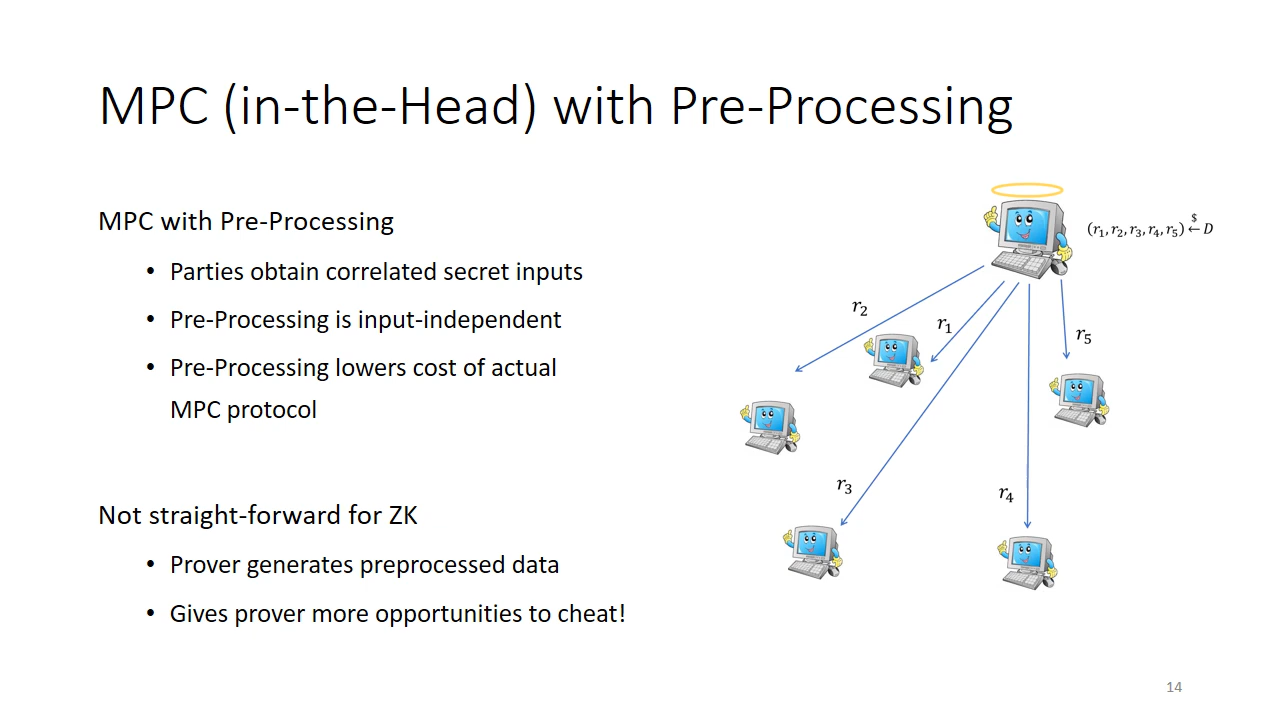 MPC (in-the-Head) with Pre-Processing
MPC with Pre-Processing
• Parties obtain correlated secret inputs
• Pre-Processing is input-independent
• Pre-Processing lowers cost of actual
MPC protocol
Not straight-forward for ZK
• Prover generates preprocessed data
• Gives prover more opportunities to cheat!
(r₁, r₂, r₃, r₄, r₅) $← D
r₂
r₁
r₅
r₃
r₄
14